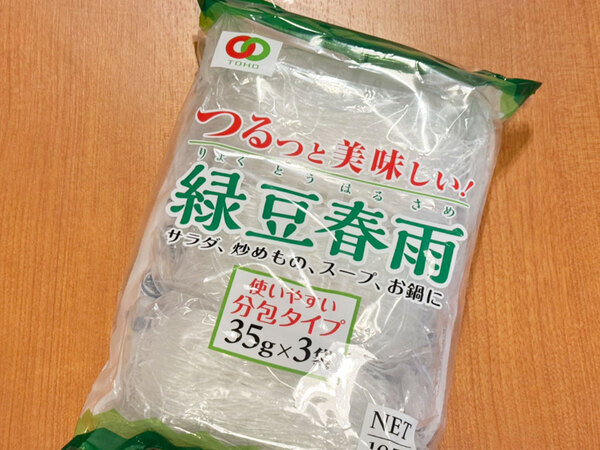 TOHO
つるっと美味しい!
りょくとうはるさめ
緑豆春雨
サラダ、炒めもの、スープ、お鍋に
使いやすい
分包タイプ
35g×3袋
NET